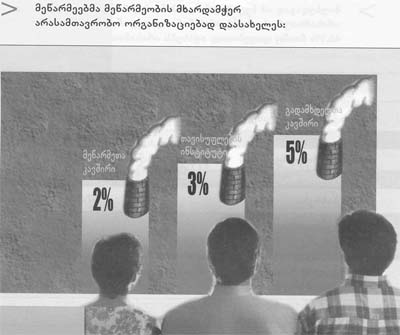 მეწარმეებმა მეწარმეობის მხარდამჭერ
არასამთავრობო ორგანიზაციებად დაასახელეს:
მეწარმეთა
კავშირი
2%
თავისუფლების
ინსტიტუტი
3%
გადამხდელთა
კავშირი
5%